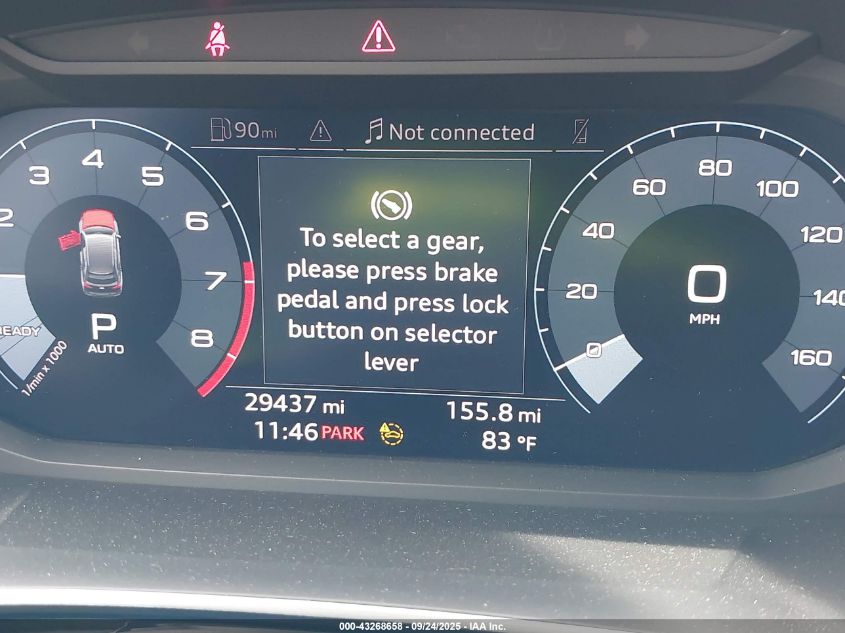 90mi
Not connected
To select a gear,
please press brake
pedal and press lock
button on selector
lever
2 3 4 5 6 7 8
READY
1/min x 1000
P
AUTO
0 20 40 60 80 100 120 140 160
0
MPH
29437 mi
155.8 mi
11:46 PARK
83 °F
000-43268658 - 09/24/2025 - IAA Inc.